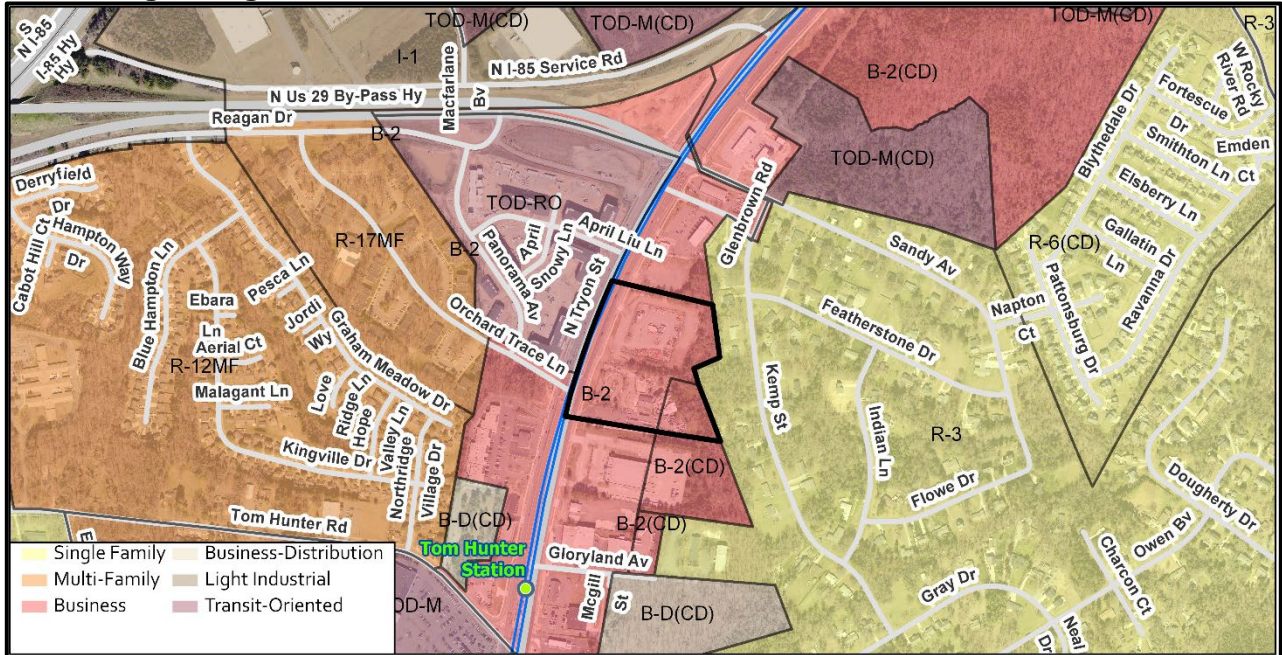 TOD-M(CD)
TOD-M(CD)
TOD-M(CD)
R-3
S
N I-85
I-85 Hy
Hy
I-1
Macfarlane
Bv
N I-85 Service Rd
B-2(CD)
W Rocky
River Rd
Fortescue
Dr
N Us 29 By-Pass Hy
Reagan Dr
B-2
Blythedale Dr
Smithton Ln
Emden
Ct
TOD-M(CD)
Elsberry Ln
Derryfield
Dr
Glenbrown Rd
TOD-RO
Gallatin
Ln
Hampton Way
Dr
Cabot Hill Ct
R-17MF
B-2
April
April Liu Ln
Sandy Av
R-6(CD)
Snowy Ln
Panorama Av
Pattonsburg Dr
Ravanna Dr
Blue Hampton Ln
Pesca Ln
N Tryon St
Napton
Ct
Ebara
Ln
Jordi
Wy
Graham Meadow Dr
Orchard Trace Ln
Featherstone Dr
Aerial Ct
R-12MF
Malagant Ln
Love
Ridge Ln
Hope
B-2
Kemp St
Indian Ln
R-3
Kingville Dr
Valley Ln
Northridge
Village Dr
B-2(CD)
Flowe Dr
Dougherty Dr
Tom Hunter Rd
B-D(CD)
B-2(CD)
Owen Bv
Tom Hunter
Station
Gloryland Av
Charcon Ct
Mcgill
St
Gray Dr
B-D(CD)
Neal
Dr
OD-M
Single Family
Business-Distribution
Multi-Family
Light Industrial
Business
Transit-Oriented